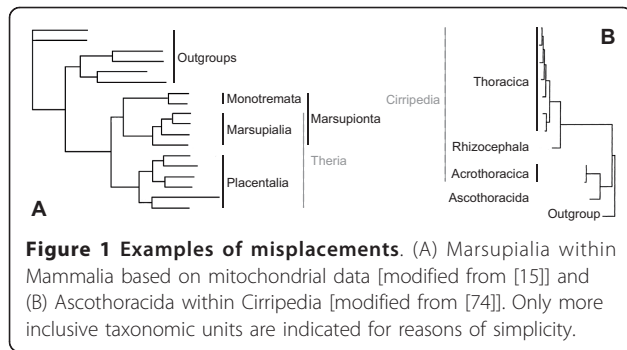 B
Outgroups
Thoracica
Cirripedia
Monotremata
Marsupionta
Marsupialia
Theria
Rhizocephala
Placentalia
Acrothoracica
Ascothoracida
A
Outgroup
Figure 1 Examples of misplacements. (A) Marsupialia within
Mammalia based on mitochondrial data [modified from [15]] and
(B) Ascothoracida within Cirripedia [modified from [74]]. Only more
inclusive taxonomic units are indicated for reasons of simplicity.